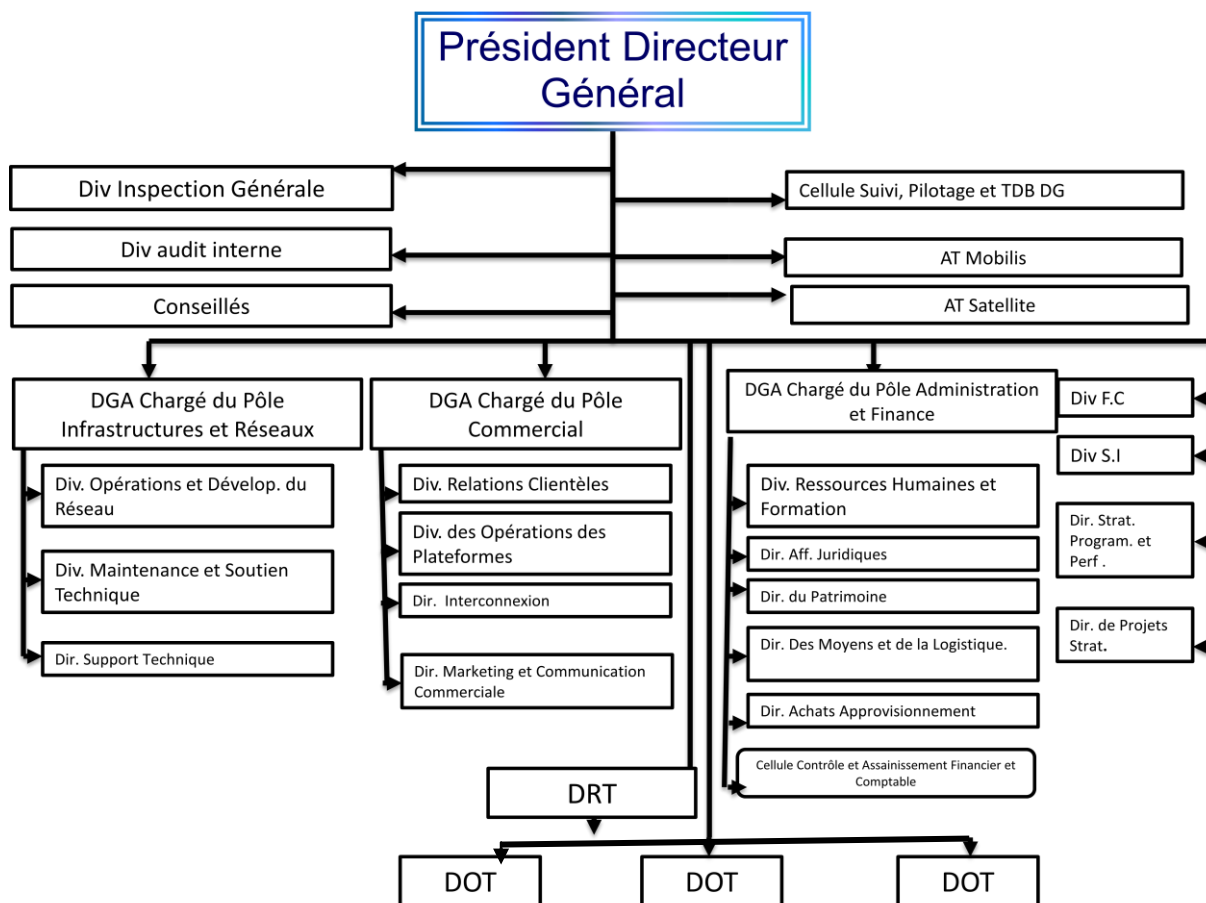 Président Directeur
Général
Div Inspection Générale
Cellule Suivi, Pilotage et TDB DG
Div audit interne
AT Mobilis
Conseillés
AT Satellite
DGA Chargé du Pôle
Infrastructures et Réseaux
DGA Chargé du Pôle
Commercial
DGA Chargé du Pôle Administration
et Finance
Div F.C
Div S.I
Dir. Strat.
Program. et
Perf .
Dir. de Projets
Strat.
Div. Opérations et Dévelop. du
Réseau
Div. Maintenance et Soutien
Technique
Dir. Support Technique
Div. Relations Clientèles
Div. des Opérations des
Plateformes
Dir. Interconnexion
Dir. Marketing et Communication
Commerciale
Div. Ressources Humaines et
Formation
Dir. Aff. Juridiques
Dir. du Patrimoine
Dir. Des Moyens et de la Logistique.
Dir. Achats Approvisionnement
Cellule Contrôle et Assainissement Financier et
Comptable
DRT
DOT
DOT
DOT